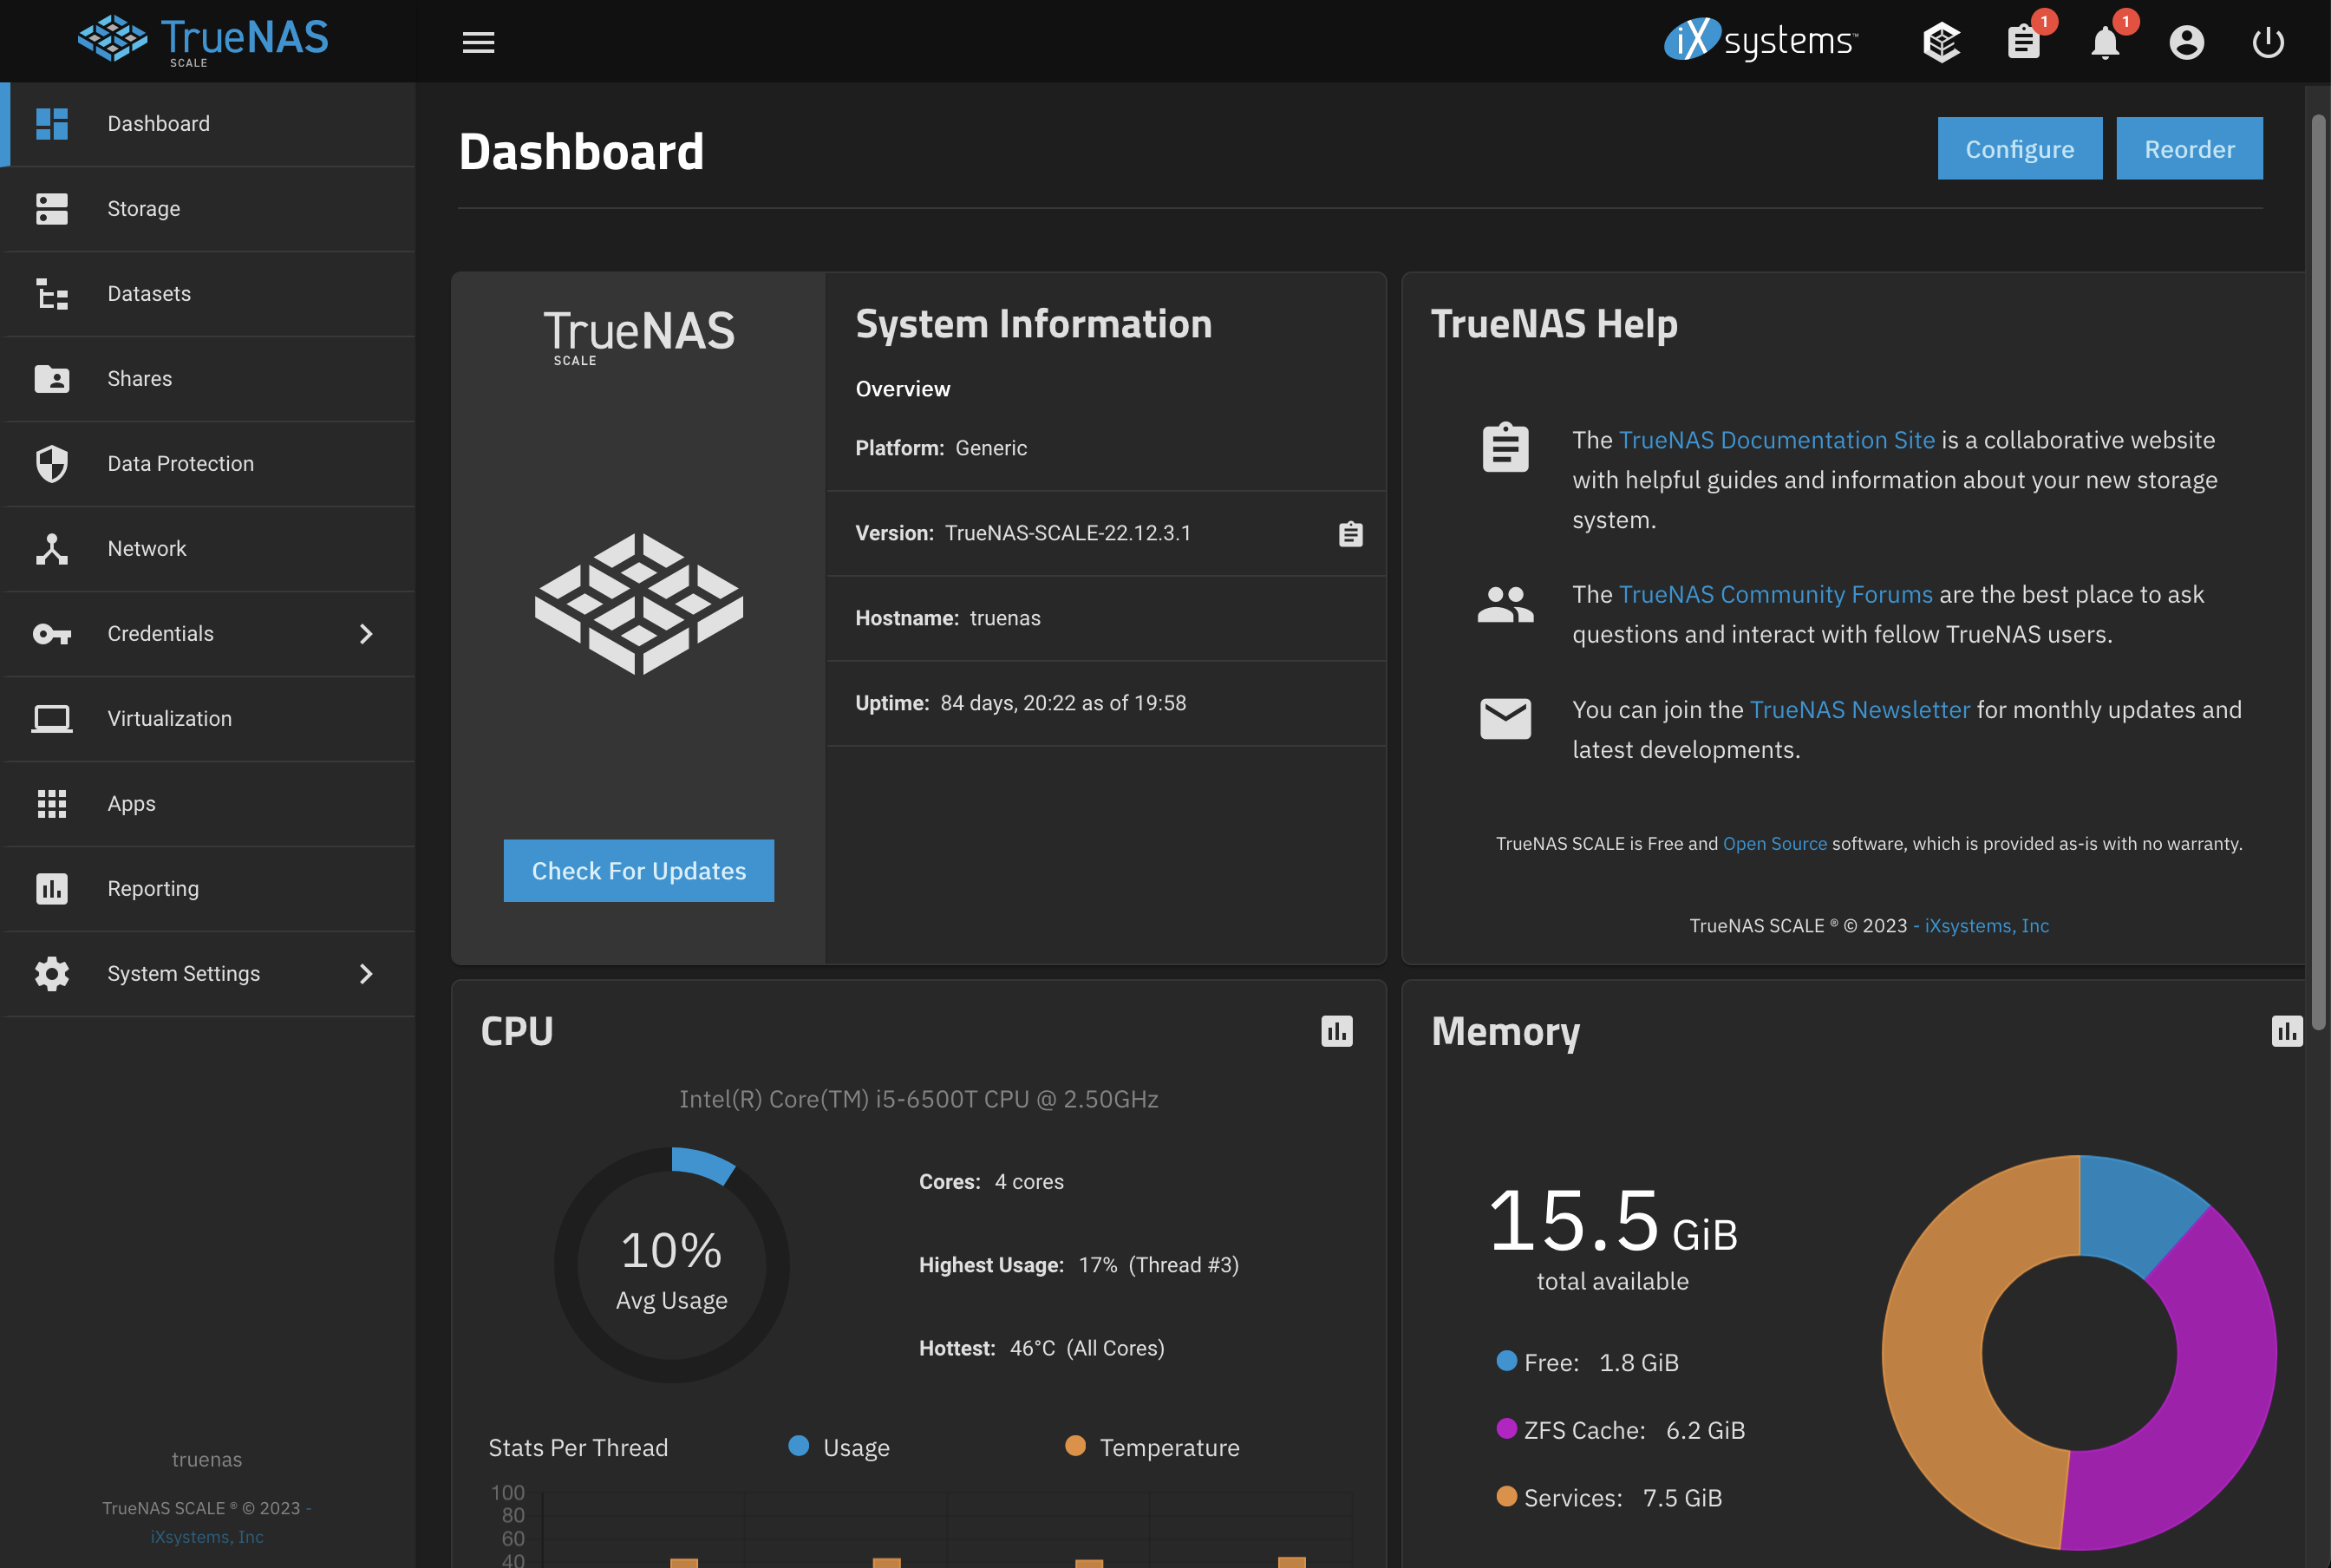 TrueNAS
SCALE
iXsystems™
1
1
Dashboard
Storage
Datasets
Shares
Data Protection
Network
Credentials
Virtualization
Apps
Reporting
System Settings
truenas
TrueNAS SCALE ® © 2023 -
iXsystems, Inc
Dashboard
Configure
Reorder
TrueNAS
SCALE
Check For Updates
System Information
Overview
Platform: Generic
Version: TrueNAS-SCALE-22.12.3.1
Hostname: truenas
Uptime: 84 days, 20:22 as of 19:58
TrueNAS Help
The TrueNAS Documentation Site is a collaborative website
with helpful guides and information about your new storage
system.
The TrueNAS Community Forums are the best place to ask
questions and interact with fellow TrueNAS users.
You can join the TrueNAS Newsletter for monthly updates and
latest developments.
TrueNAS SCALE is Free and Open Source software, which is provided as-is with no warranty.
TrueNAS SCALE ® © 2023 - iXsystems, Inc
CPU
Intel(R) Core(TM) i5-6500T CPU @ 2.50GHz
10%
Avg Usage
Cores: 4 cores
Highest Usage: 17% (Thread #3)
Hottest: 46°C (All Cores)
Stats Per Thread
Usage
Temperature
100
80
60
40
Memory
15.5 GiB
total available
Free: 1.8 GiB
ZFS Cache: 6.2 GiB
Services: 7.5 GiB